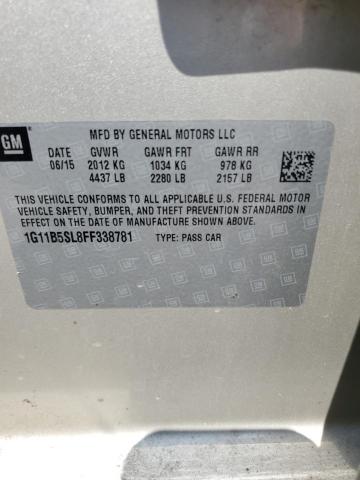 GM
MFD BY GENERAL MOTORS LLC
DATE GVWR GAWR FRT GAWR RR
06/15 2012 KG 1034 KG 978 KG
4437 LB 2280 LB 2157 LB
THIS VEHICLE CONFORMS TO ALL APPLICABLE U.S. FEDERAL MOTOR
VEHICLE SAFETY, BUMPER, AND THEFT PREVENTION STANDARDS IN
EFFECT ON THE DATE OF MANUFACTURE SHOWN ABOVE.
1G11B5SL8FF338781 TYPE: PASS CAR